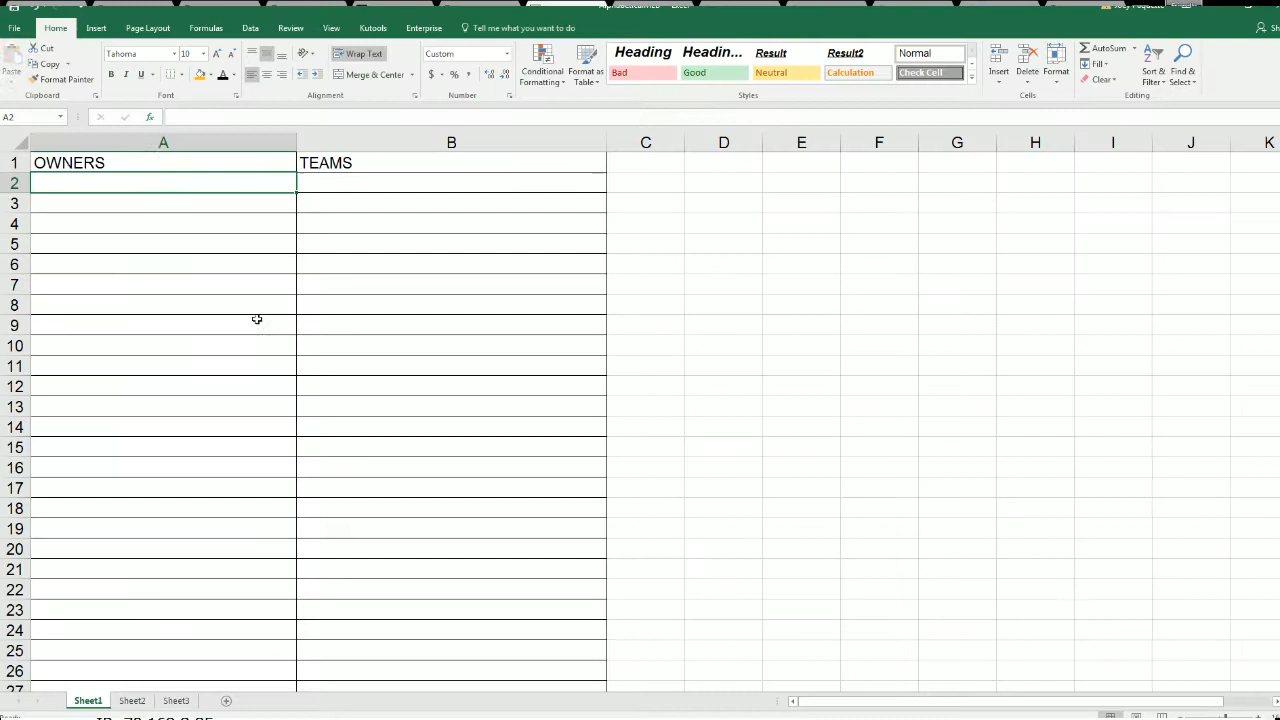 File Home Insert Page Layout Formulas Data Review View Kutools Enterprise Tell me what you want to do
Cut
Copy
Format Painter
Paste
Clipboard
Tahoma 10
B I U
Font
Wrap Text
Merge & Center
Alignment
Custom
$ % ,
Number
Conditional Formatting
Format as Table
Heading Headin... Result Result2 Normal
Bad Good Neutral Calculation Check Cell
Styles
Insert Delete Format
Cells
AutoSum
Fill
Clear
Sort & Filter
Find & Select
Editing
A2 fx
A B C D E F G H I J K
1 OWNERS TEAMS
2
3
4
5
6
7
8
9
10
11
12
13
14
15
16
17
18
19
20
21
22
23
24
25
26
27
Sheet1 Sheet2 Sheet3